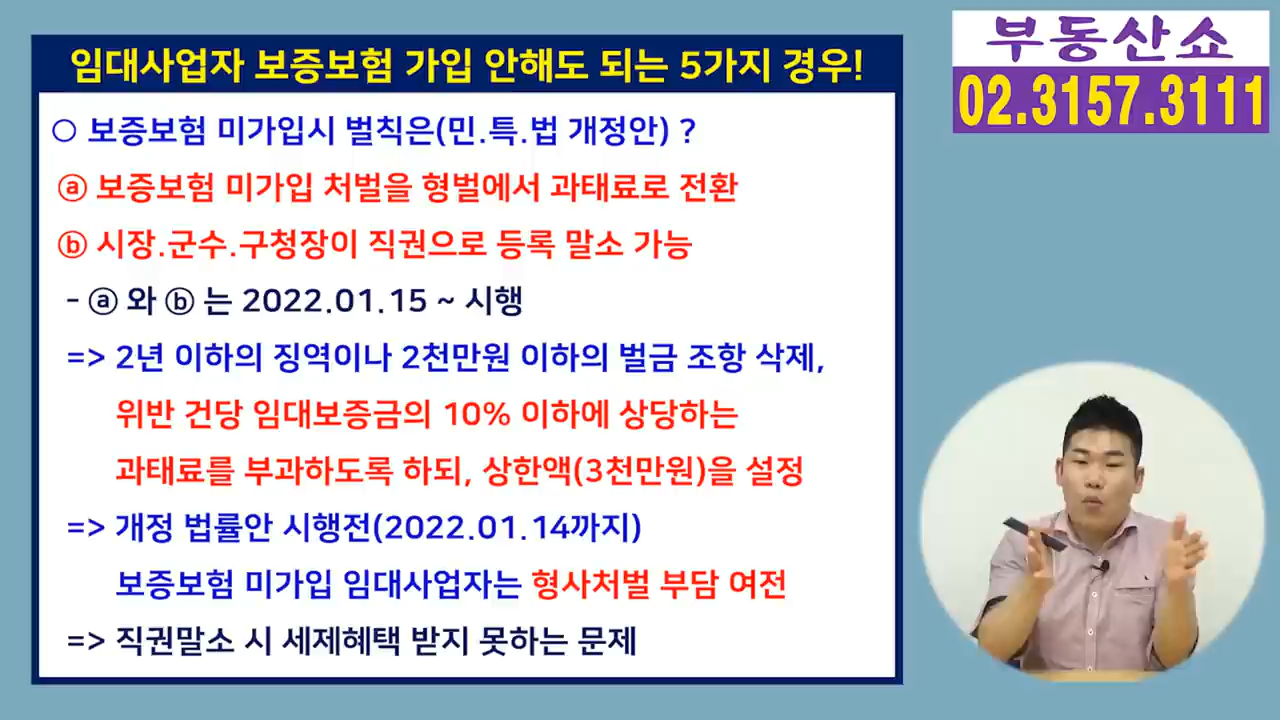 임대사업자 보증보험 가입 안해도 되는 5가지 경우!
부동산쇼
02.3157.3111
○ 보증보험 미가입시 벌칙은(민.특.법 개정안) ?
ⓐ 보증보험 미가입 처벌을 형벌에서 과태료로 전환
ⓑ 시장.군수.구청장이 직권으로 등록 말소 가능
- ⓐ 와 ⓑ 는 2022.01.15 ~ 시행
=> 2년 이하의 징역이나 2천만원 이하의 벌금 조항 삭제,
위반 건당 임대보증금의 10% 이하에 상당하는
과태료를 부과하도록 하되, 상한액(3천만원)을 설정
=> 개정 법률안 시행전(2022.01.14까지)
보증보험 미가입 임대사업자는 형사처벌 부담 여전
=> 직권말소 시 세제혜택 받지 못하는 문제